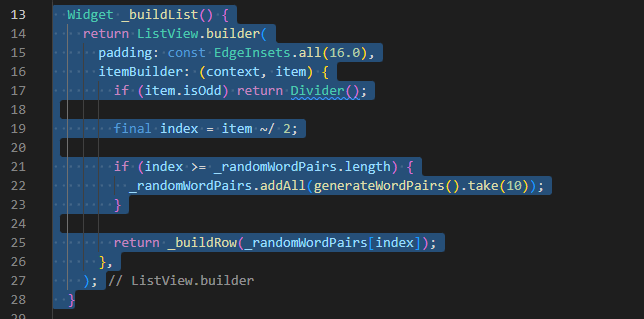 13 Widget _buildList() {
14 return ListView.builder(
15 padding: const EdgeInsets.all(16.0),
16 itemBuilder: (context, item) {
17 if (item.isOdd) return Divider();
18
19 final index = item ~/ 2;
20
21 if (index >= _randomWordPairs.length) {
22 _randomWordPairs.addAll(generateWordPairs().take(10));
23 }
24
25 return _buildRow(_randomWordPairs[index]);
26 },
27 ); // ListView.builder
28 }
29